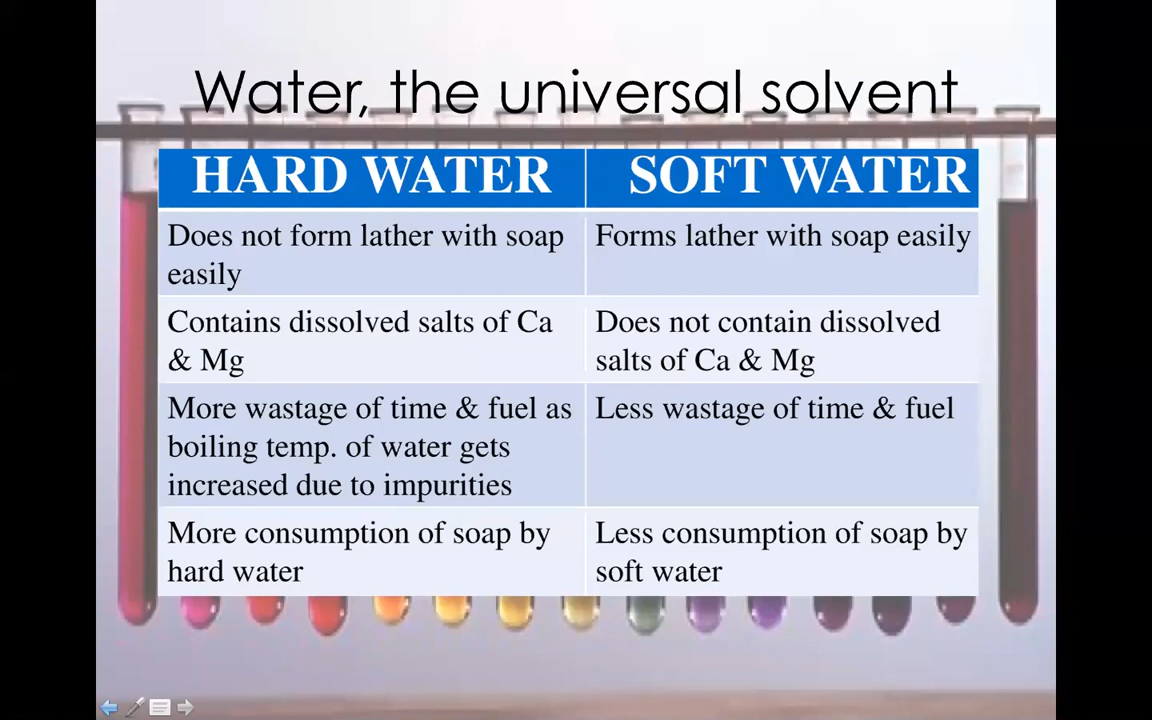 Water, the universal solvent
HARD WATER
SOFT WATER
Does not form lather with soap
easily
Forms lather with soap easily
Contains dissolved salts of Ca
& Mg
Does not contain dissolved
salts of Ca & Mg
More wastage of time & fuel as
boiling temp. of water gets
increased due to impurities
Less wastage of time & fuel
More consumption of soap by
hard water
Less consumption of soap by
soft water